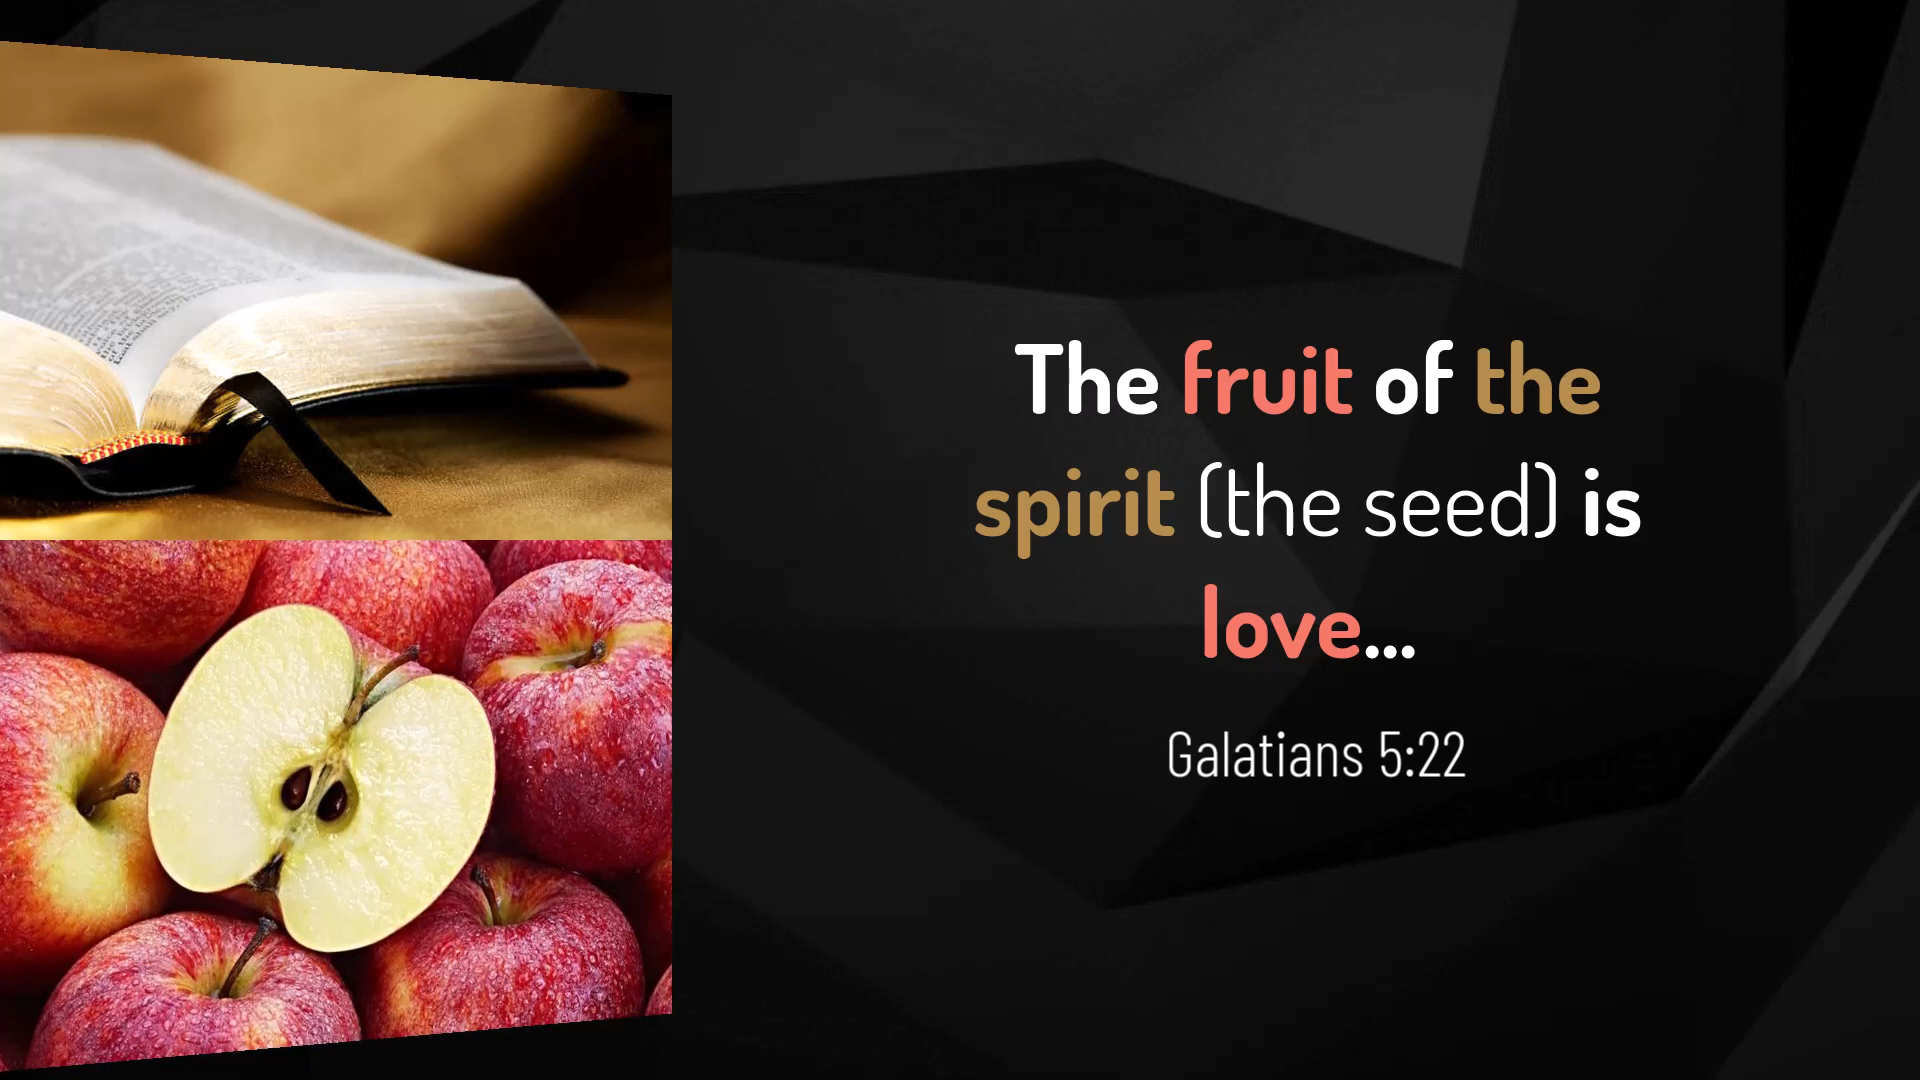 The fruit of the
spirit (the seed) is
love...
Galatians 5:22